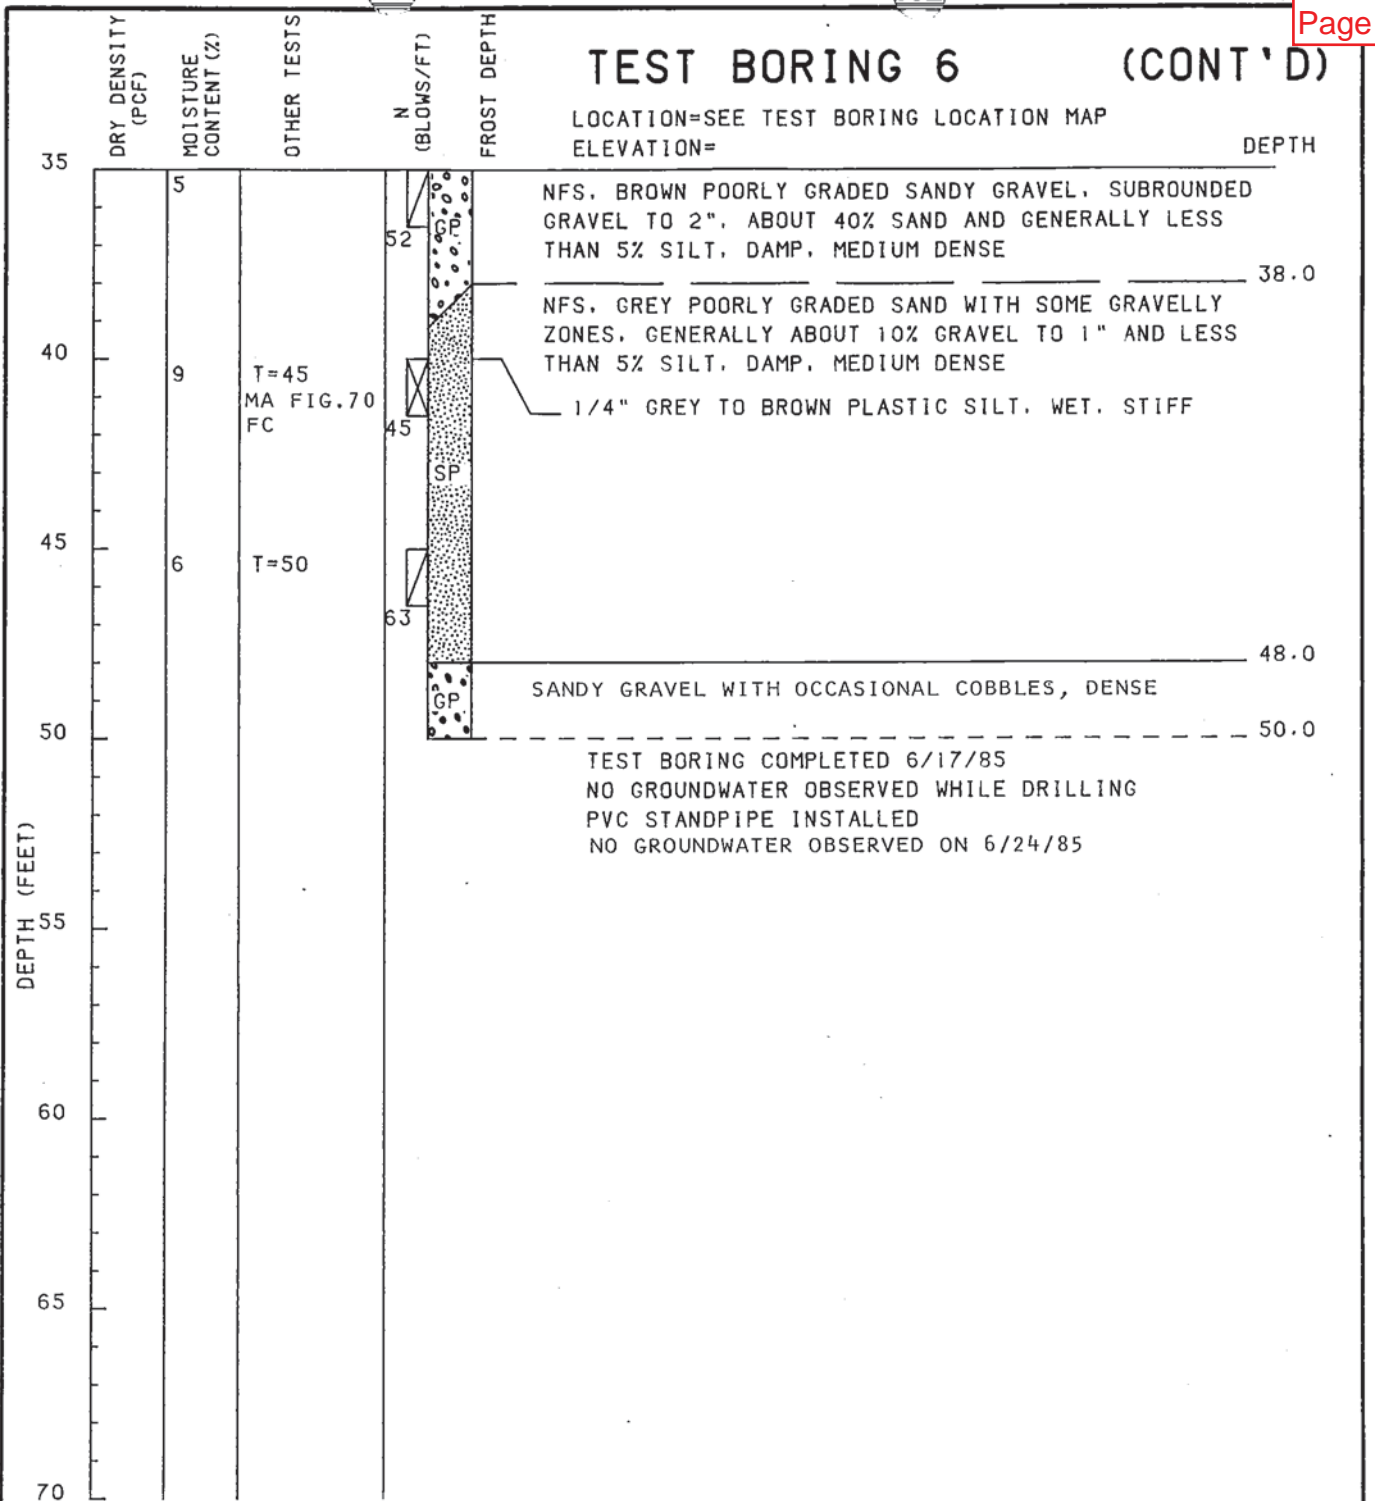 Page
DRY DENSITY
(PCF)
MOISTURE
CONTENT (%)
OTHER TESTS
N
(BLOWS/FT)
FROST DEPTH
TEST BORING 6 (CONT'D)
LOCATION=SEE TEST BORING LOCATION MAP
ELEVATION= DEPTH
35
5
NFS, BROWN POORLY GRADED SANDY GRAVEL, SUBROUNDED
GRAVEL TO 2", ABOUT 40% SAND AND GENERALLY LESS
THAN 5% SILT, DAMP, MEDIUM DENSE
52
GP
38.0
NFS, GREY POORLY GRADED SAND WITH SOME GRAVELLY
ZONES, GENERALLY ABOUT 10% GRAVEL TO 1" AND LESS
THAN 5% SILT, DAMP, MEDIUM DENSE
40
9 T=45
MA FIG.70
FC
45
1/4" GREY TO BROWN PLASTIC SILT, WET, STIFF
SP
45
6 T=50
63
48.0
SANDY GRAVEL WITH OCCASIONAL COBBLES, DENSE
GP
50
50.0
TEST BORING COMPLETED 6/17/85
NO GROUNDWATER OBSERVED WHILE DRILLING
PVC STANDPIPE INSTALLED
NO GROUNDWATER OBSERVED ON 6/24/85
DEPTH (FEET)
55
60
65
70